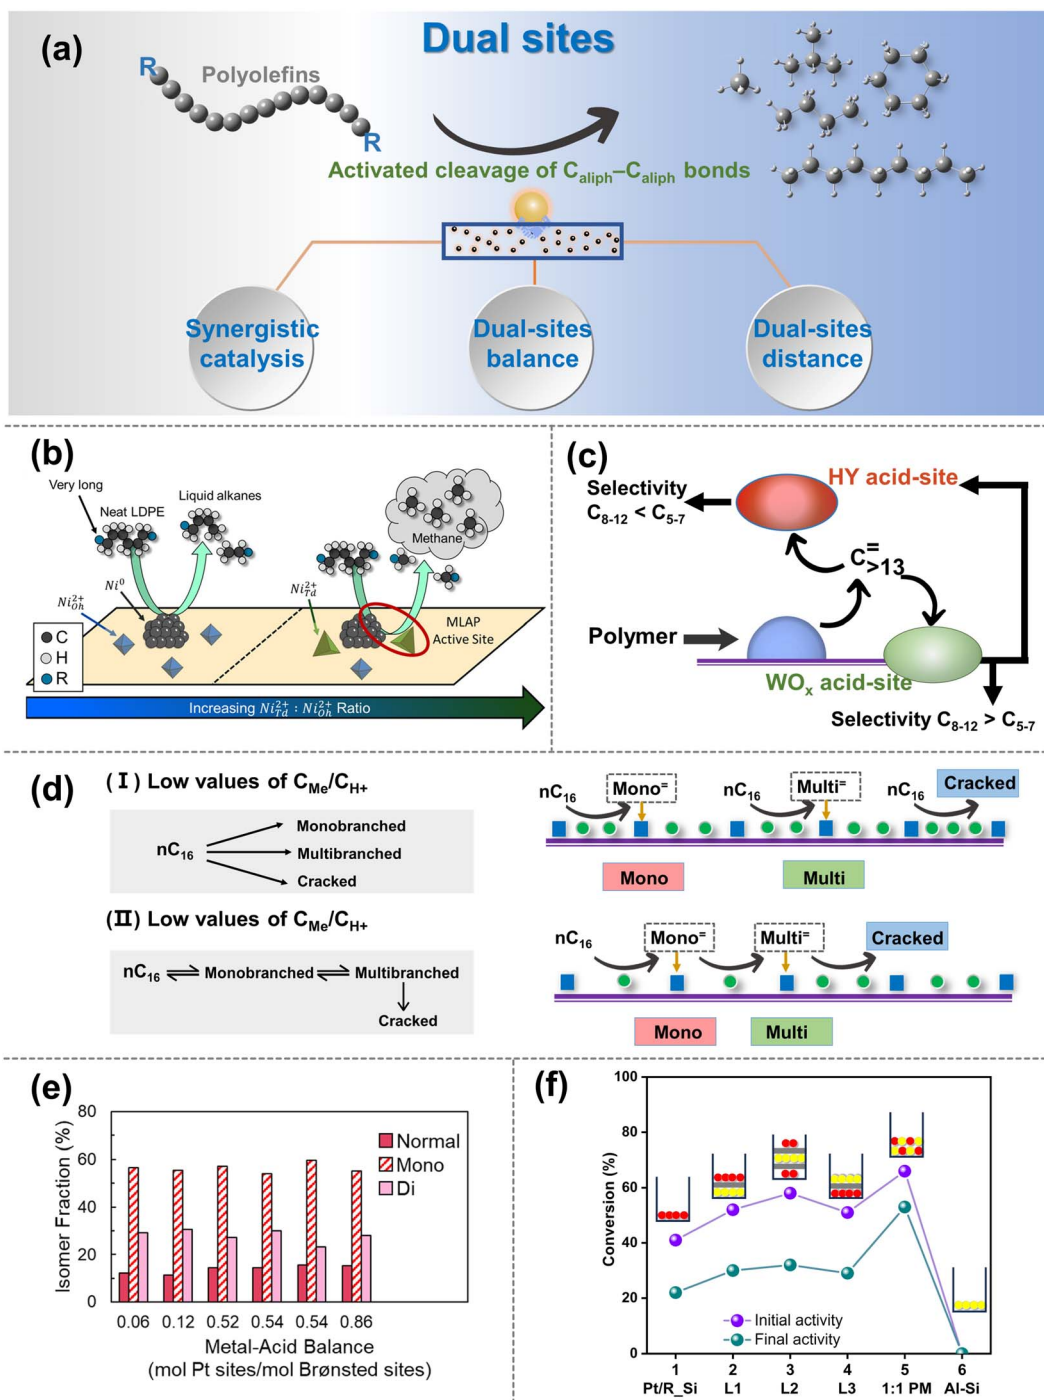 (a)
Dual sites
R
Polyolefins
R
Activated cleavage of Caliph–Caliph bonds
Synergistic
catalysis
Dual-sites
balance
Dual-sites
distance
(b)
Very long
Neat LDPE
Liquid alkanes
Methane
Ni⁰
Ni²⁺Oh
Ni²⁺Td
MLAP
Active Site
C
H
R
Increasing Ni²⁺Td : Ni²⁺Oh Ratio
(c)
HY acid-site
Selectivity
C8-12 < C5-7
C=>13
Polymer
WOx acid-site
Selectivity C8-12 > C5-7
(d)
(Ⅰ) Low values of CMe/CH+
nC16
Monobranched
Multibranched
Cracked
nC16 Mono= nC16 Multi= nC16 Cracked
Mono
Multi
(Ⅱ) Low values of CMe/CH+
nC16 ⇌ Monobranched ⇌ Multibranched
Cracked
nC16 Mono= Multi= Cracked
Mono
Multi
(e)
Isomer Fraction (%)
80
60
40
20
0
Normal
Mono
Di
0.06 0.12 0.52 0.54 0.54 0.86
Metal-Acid Balance
(mol Pt sites/mol Brønsted sites)
(f)
Conversion (%)
100
80
60
40
20
0
Initial activity
Final activity
1 2 3 4 5 6
Pt/R_Si L1 L2 L3 1:1 PM Al-Si